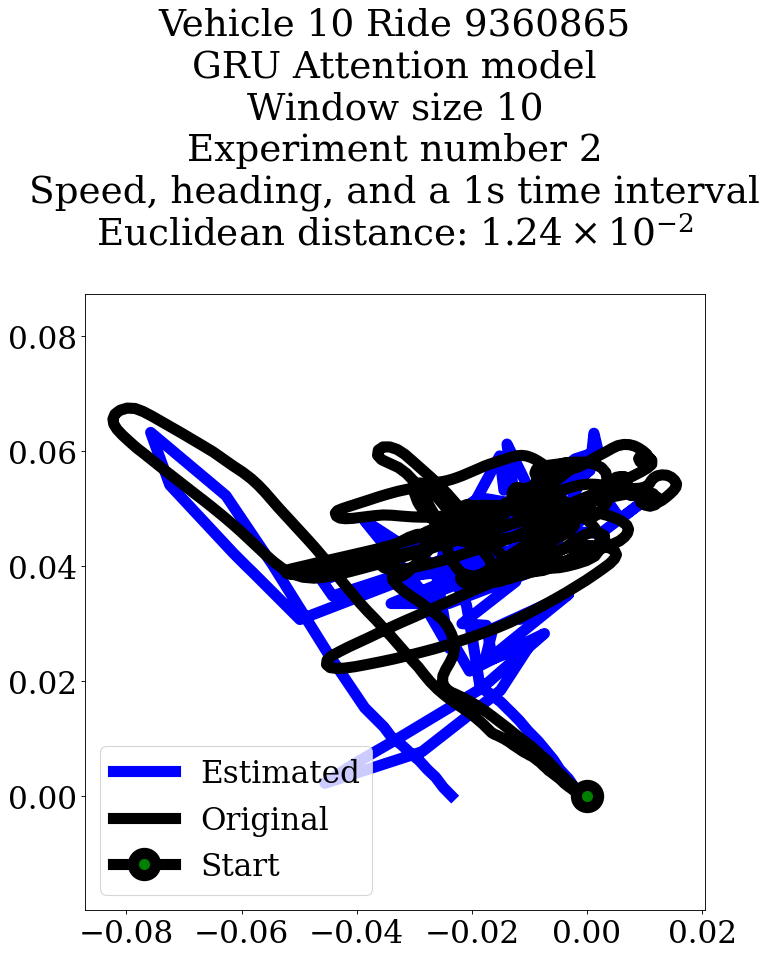 Vehicle 10 Ride 9360865
GRU Attention model
Window size 10
Experiment number 2
Speed, heading, and a 1s time interval
Euclidean distance: 1.24 × 10⁻²
0.08
0.06
0.04
0.02
0.00
Estimated
Original
Start
−0.08 −0.06 −0.04 −0.02 0.00 0.02